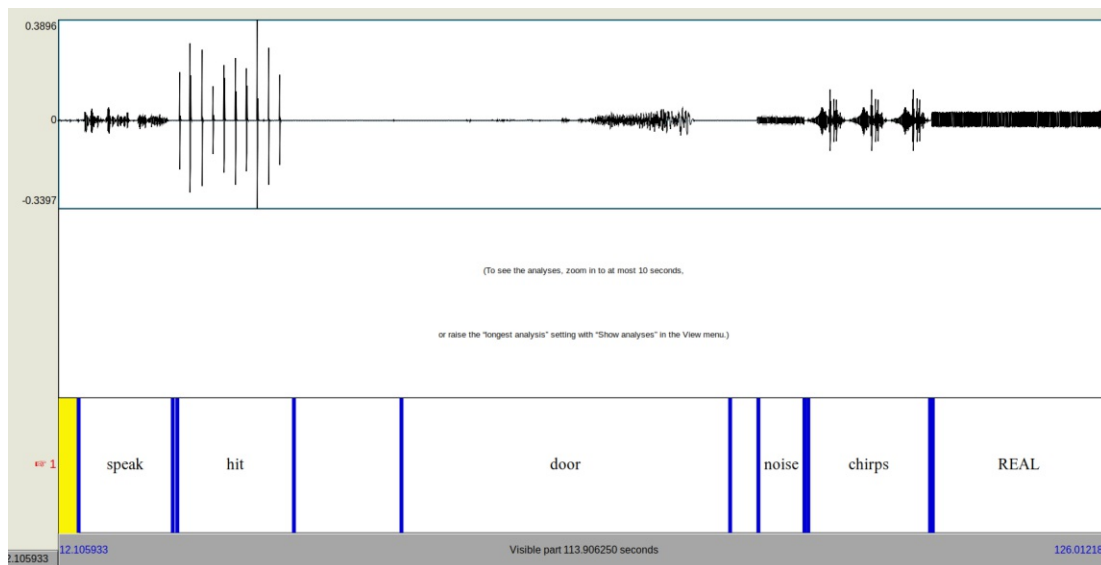 0.3896
0
-0.3397
(To see the analyses, zoom in to at most 10 seconds,
or raise the "longest analysis" setting with "Show analyses" in the View menu.)
☞ 1 speak hit door noise chirps REAL
12.105933 Visible part 113.906250 seconds 126.01218
2.105933